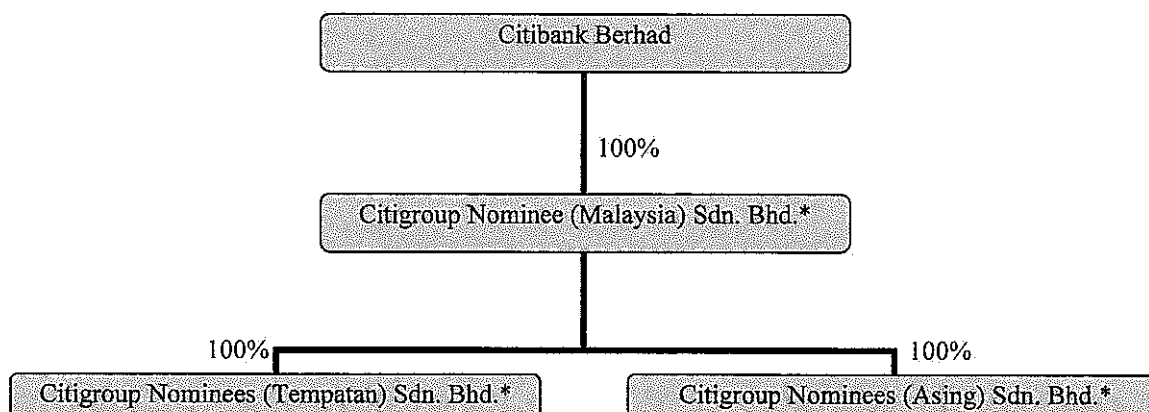 Citibank Berhad
100%
Citigroup Nominee (Malaysia) Sdn. Bhd.*
100%
100%
Citigroup Nominees (Tempatan) Sdn. Bhd.*
Citigroup Nominees (Asing) Sdn. Bhd.*